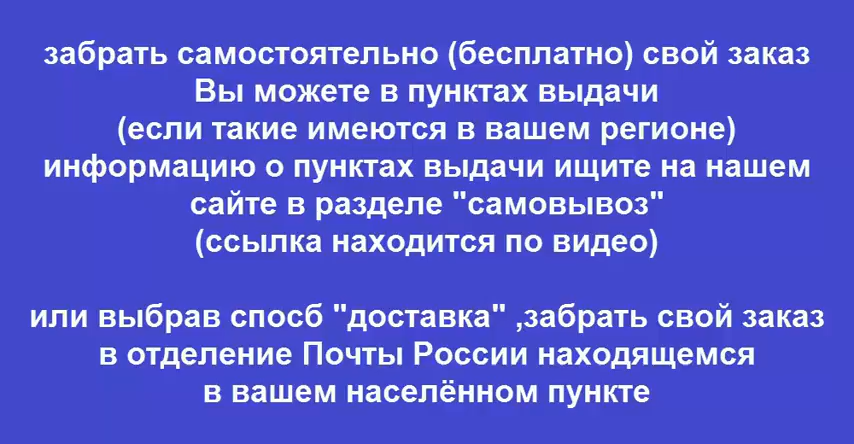 забрать самостоятельно (бесплатно) свой заказ
Вы можете в пунктах выдачи
(если такие имеются в вашем регионе)
информацию о пунктах выдачи ищите на нашем
сайте в разделе "самовывоз"
(ссылка находится по видео)
или выбрав спосб "доставка" ,забрать свой заказ
в отделение Почты России находящемся
в вашем населённом пункте